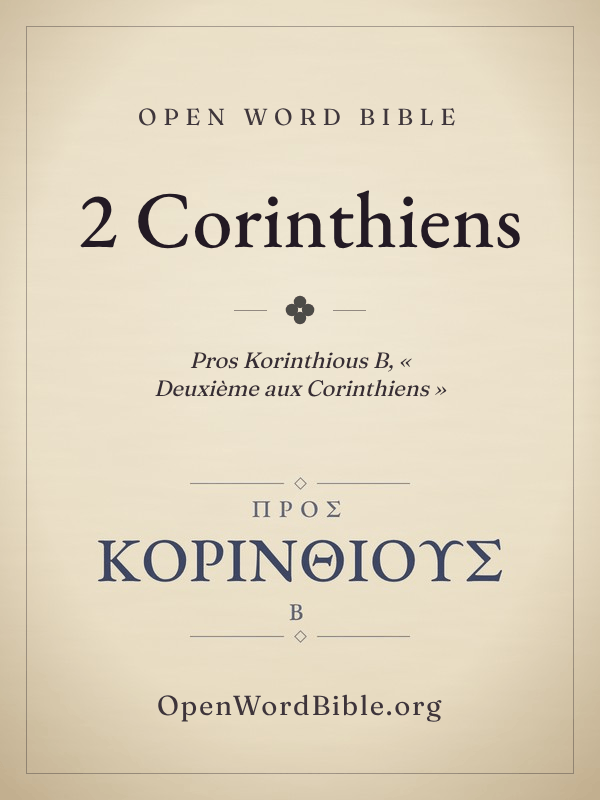 OPEN WORD BIBLE
2 Corinthiens
Pros Korinthious B, «
Deuxième aux Corinthiens »
ΠΡΟΣ
ΚΟΡΙΝΘΙΟΥΣ
Β
OpenWordBible.org